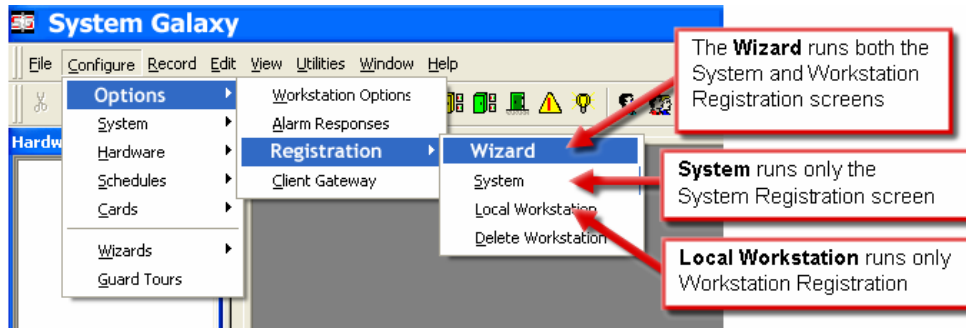 System Galaxy
File Configure Record Edit View Utilities Window Help
Options
System
Hardware
Schedules
Cards
Wizards
Guard Tours
Workstation Options
Alarm Responses
Registration
Client Gateway
Wizard
System
Local Workstation
Delete Workstation
The Wizard runs both the
System and Workstation
Registration screens
System runs only the
System Registration screen
Local Workstation runs only
Workstation Registration